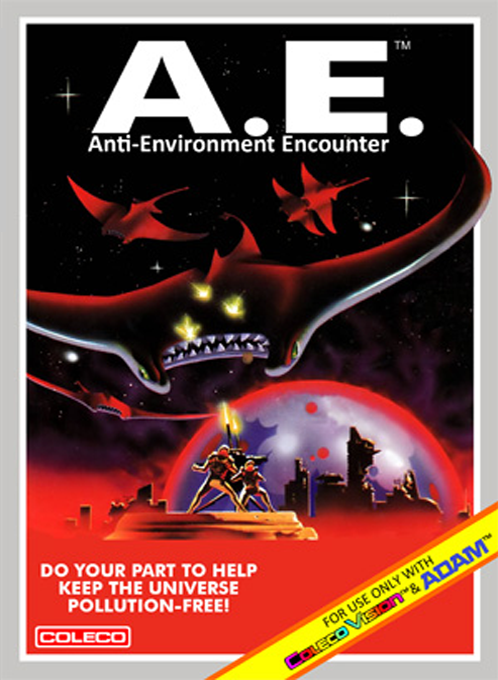 A.E.™
Anti-Environment Encounter
DO YOUR PART TO HELP
KEEP THE UNIVERSE
POLLUTION-FREE!
COLECO
FOR USE ONLY WITH
COLECOVISION™ & ADAM™